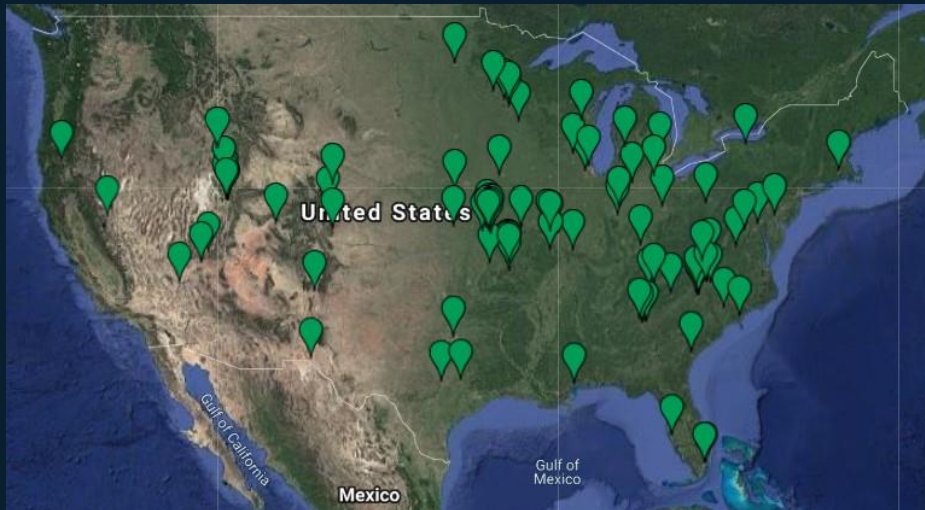 United States
Gulf of California
Gulf of
Mexico
Mexico